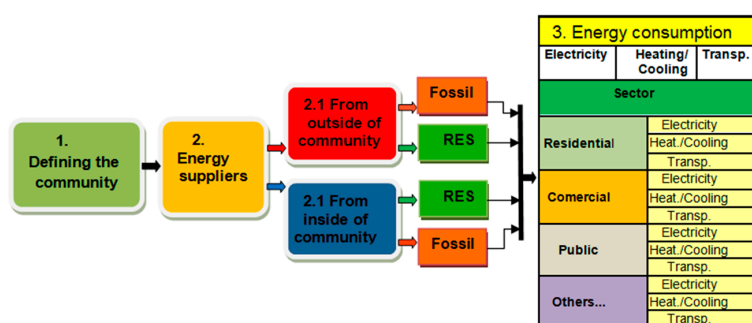 1.
Defining the
community
2.
Energy
suppliers
2.1 From
outside of
community
2.1 From
inside of
community
Fossil
RES
RES
Fossil
3. Energy consumption
Electricity
Heating/
Cooling
Transp.
Sector
Residential
Electricity
Heat./Cooling
Transp.
Comercial
Electricity
Heat./Cooling
Transp.
Public
Electricity
Heat./Cooling
Transp.
Others...
Electricity
Heat./Cooling
Transp.